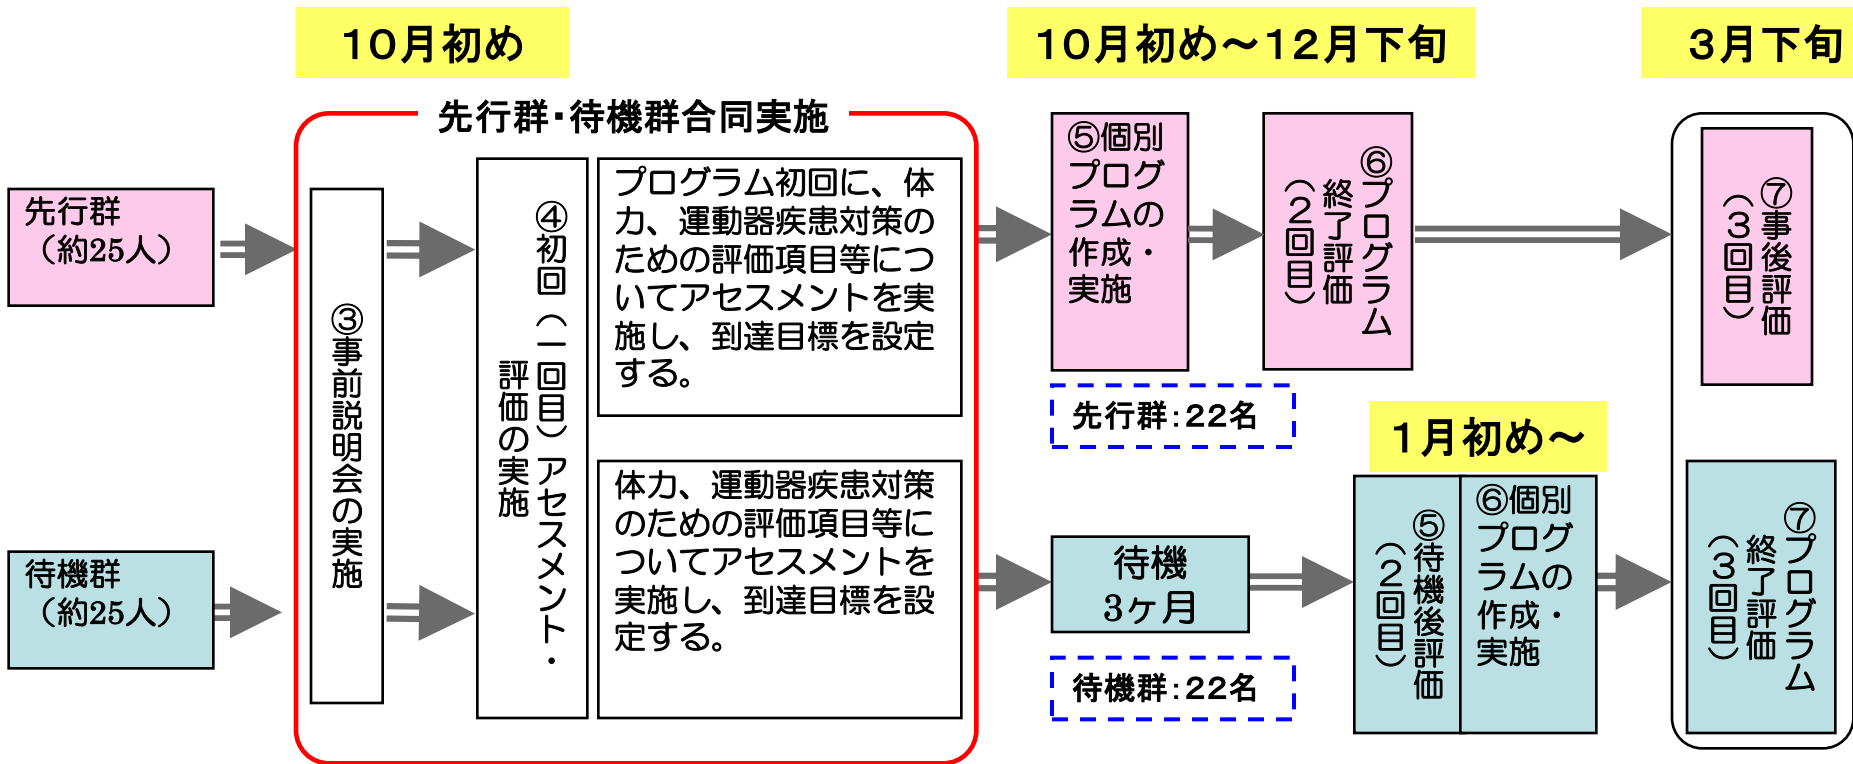 10月初め
10月初め～12月下旬
3月下旬
先行群・待機群合同実施
先行群
（約25人）
待機群
（約25人）
③事前説明会の実施
④初回（一回目）アセスメント・
評価の実施
プログラム初回に、体
力、運動器疾患対策の
ための評価項目等につ
いてアセスメントを実
施し、到達目標を設定
する。
体力、運動器疾患対策
のための評価項目等に
ついてアセスメントを
実施し、到達目標を設
定する。
⑤個別
プログ
ラムの
作成・
実施
⑥プログラム
終了評価
（２回目）
⑦事後評価
（３回目）
先行群：22名
1月初め～
待機
3ヶ月
⑤待機後評価
（２回目）
⑥個別
プログ
ラムの
作成・
実施
⑦プログラム
終了評価
（３回目）
待機群：22名